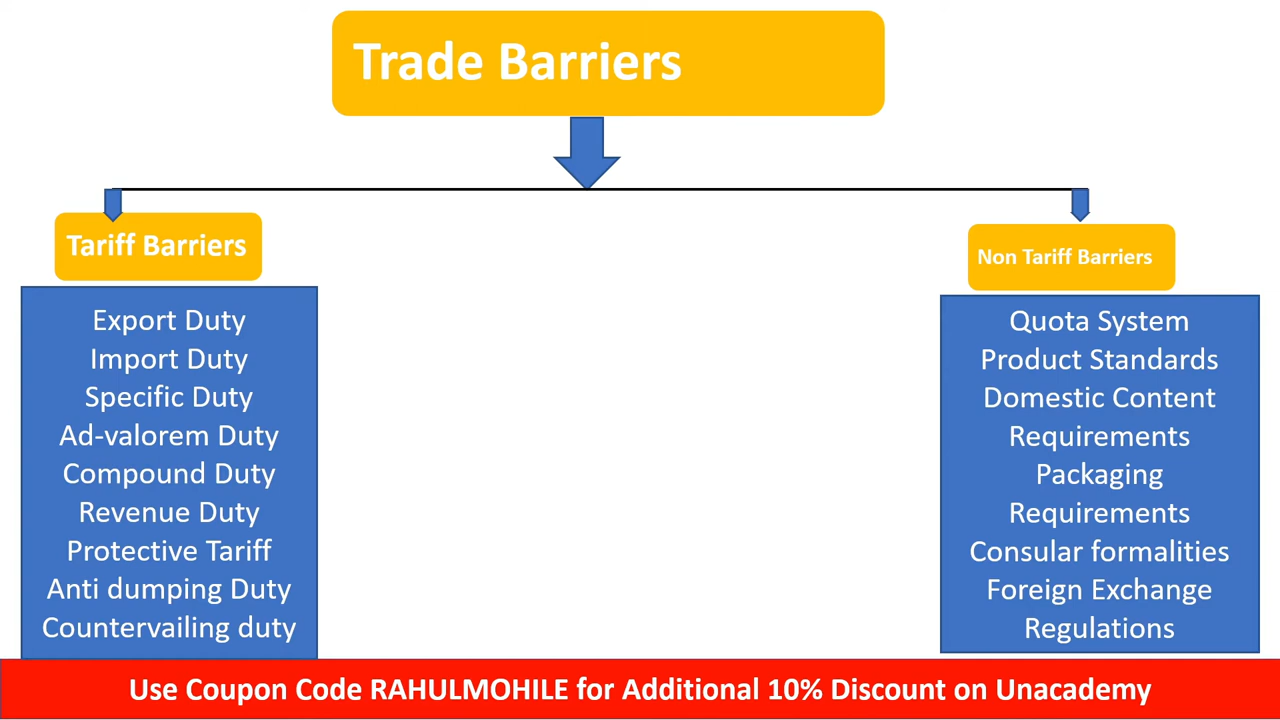 Trade Barriers
Tariff Barriers
Export Duty
Import Duty
Specific Duty
Ad-valorem Duty
Compound Duty
Revenue Duty
Protective Tariff
Anti dumping Duty
Countervailing duty
Non Tariff Barriers
Quota System
Product Standards
Domestic Content
Requirements
Packaging
Requirements
Consular formalities
Foreign Exchange
Regulations
Use Coupon Code RAHULMOHILE for Additional 10% Discount on Unacademy